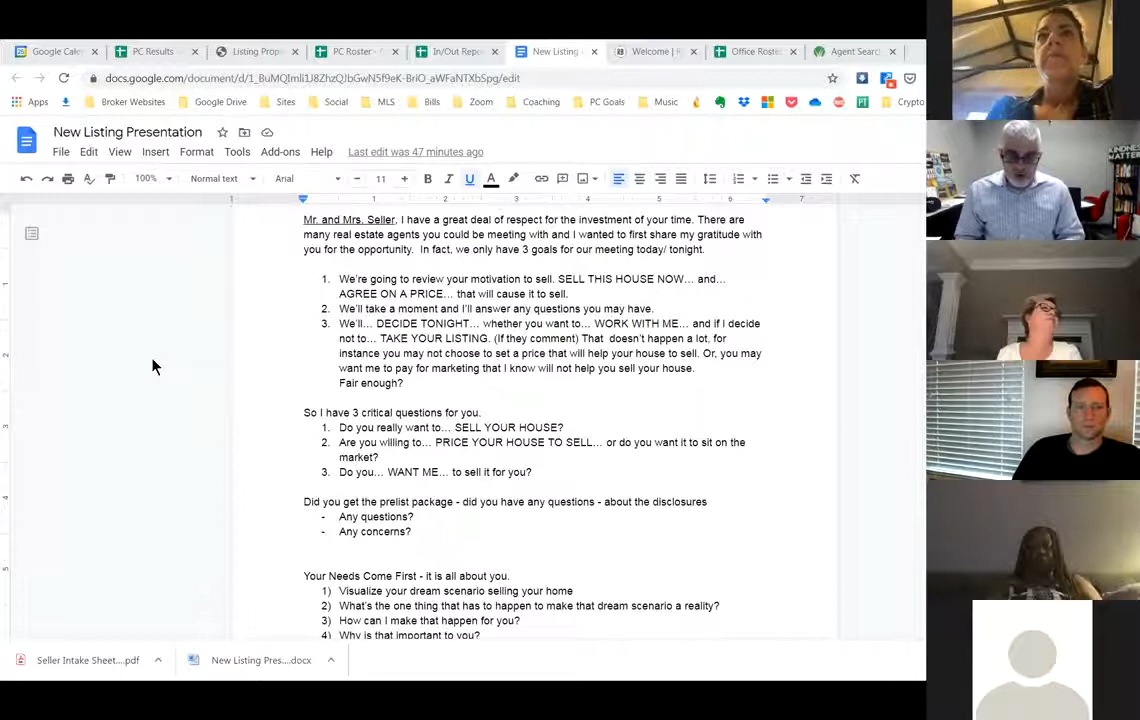 Google Cale
PC Results
Listing Prop
PC Roster -
In/Out Repo
New Listing
Welcome | R
Office Roste
Agent Searc
docs.google.com/document/d/1_BuMQImIi1J8ZhzQJbGwN5f9eK-BriO_aWFaNTXbSpg/edit
Apps
Broker Websites
Google Drive
Sites
Social
MLS
Bills
Zoom
Coaching
PC Goals
Music
Crypto
New Listing Presentation
File Edit View Insert Format Tools Add-ons Help Last edit was 47 minutes ago
100% Normal text Arial 11 B I U A
1 1 2 3 4 5 6 7
Mr. and Mrs. Seller, I have a great deal of respect for the investment of your time. There are
many real estate agents you could be meeting with and I wanted to first share my gratitude with
you for the opportunity. In fact, we only have 3 goals for our meeting today/ tonight.
1. We're going to review your motivation to sell. SELL THIS HOUSE NOW… and…
AGREE ON A PRICE… that will cause it to sell.
2. We'll take a moment and I'll answer any questions you may have.
3. We'll… DECIDE TONIGHT… whether you want to… WORK WITH ME… and if I decide
not to… TAKE YOUR LISTING. (If they comment) That doesn't happen a lot, for
instance you may not choose to set a price that will help your house to sell. Or, you may
want me to pay for marketing that I know will not help you sell your house.
Fair enough?
So I have 3 critical questions for you.
1. Do you really want to… SELL YOUR HOUSE?
2. Are you willing to… PRICE YOUR HOUSE TO SELL… or do you want it to sit on the
market?
3. Do you… WANT ME… to sell it for you?
Did you get the prelist package - did you have any questions - about the disclosures
- Any questions?
- Any concerns?
Your Needs Come First - it is all about you.
1) Visualize your dream scenario selling your home
2) What's the one thing that has to happen to make that dream scenario a reality?
3) How can I make that happen for you?
4) Why is that important to you?
Seller Intake Sheet....pdf
New Listing Pres....docx
KINDNESS
MATTER